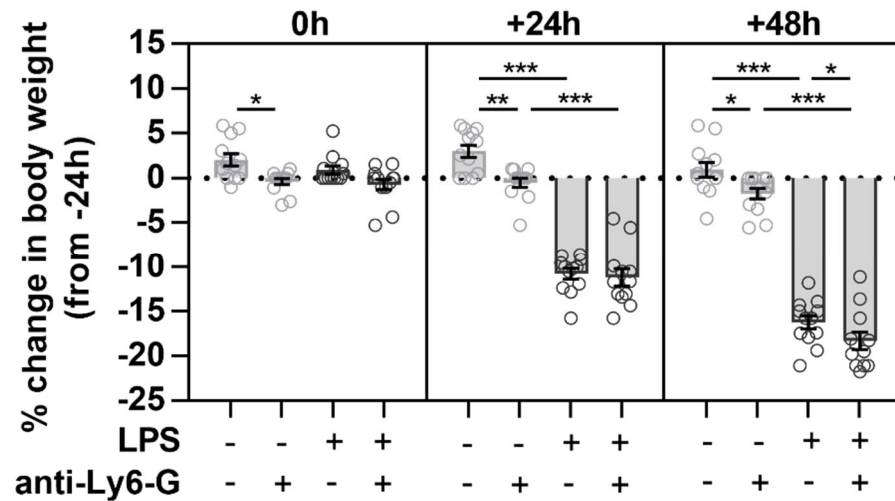 0h +24h +48h
% change in body weight
(from -24h)
15
10
5
0
-5
-10
-15
-20
-25
* *** ** *** *** * * ***
LPS - - + + - - + + - - + +
anti-Ly6-G - + - + - + - + - + - +